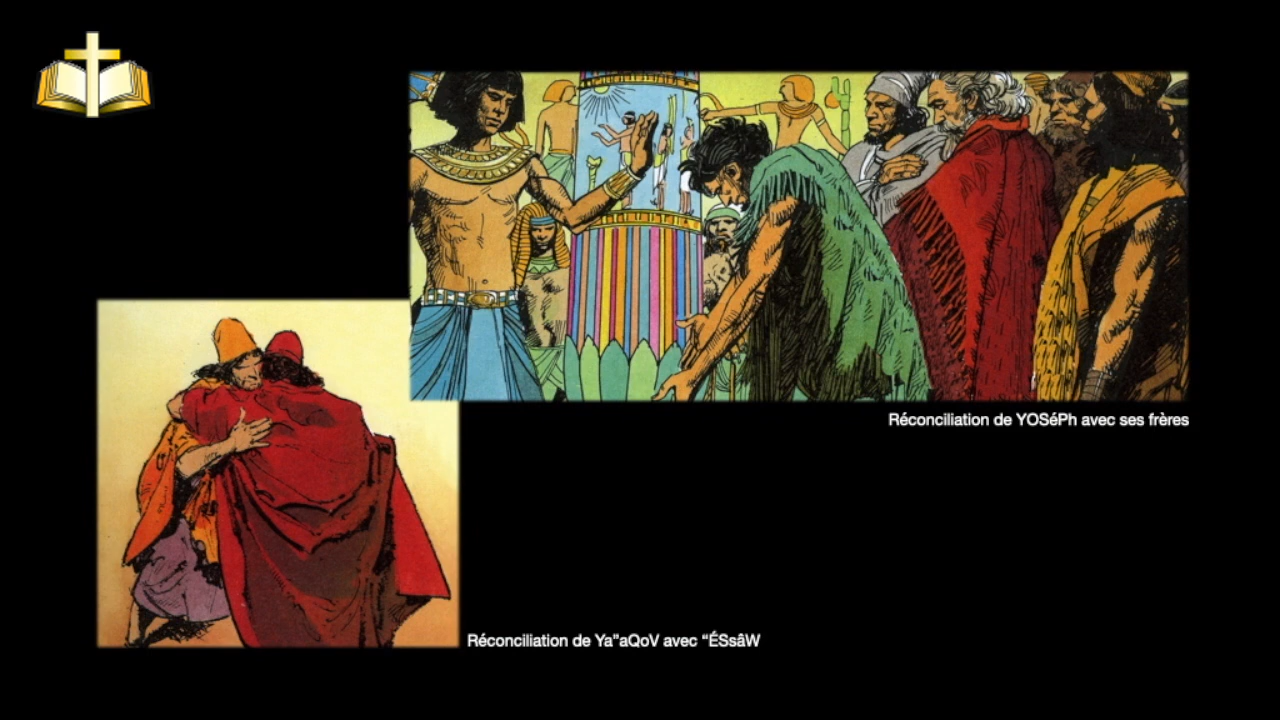 Réconciliation de YOSéPh avec ses frères
Réconciliation de Ya”aQoV avec “ÉSsâW